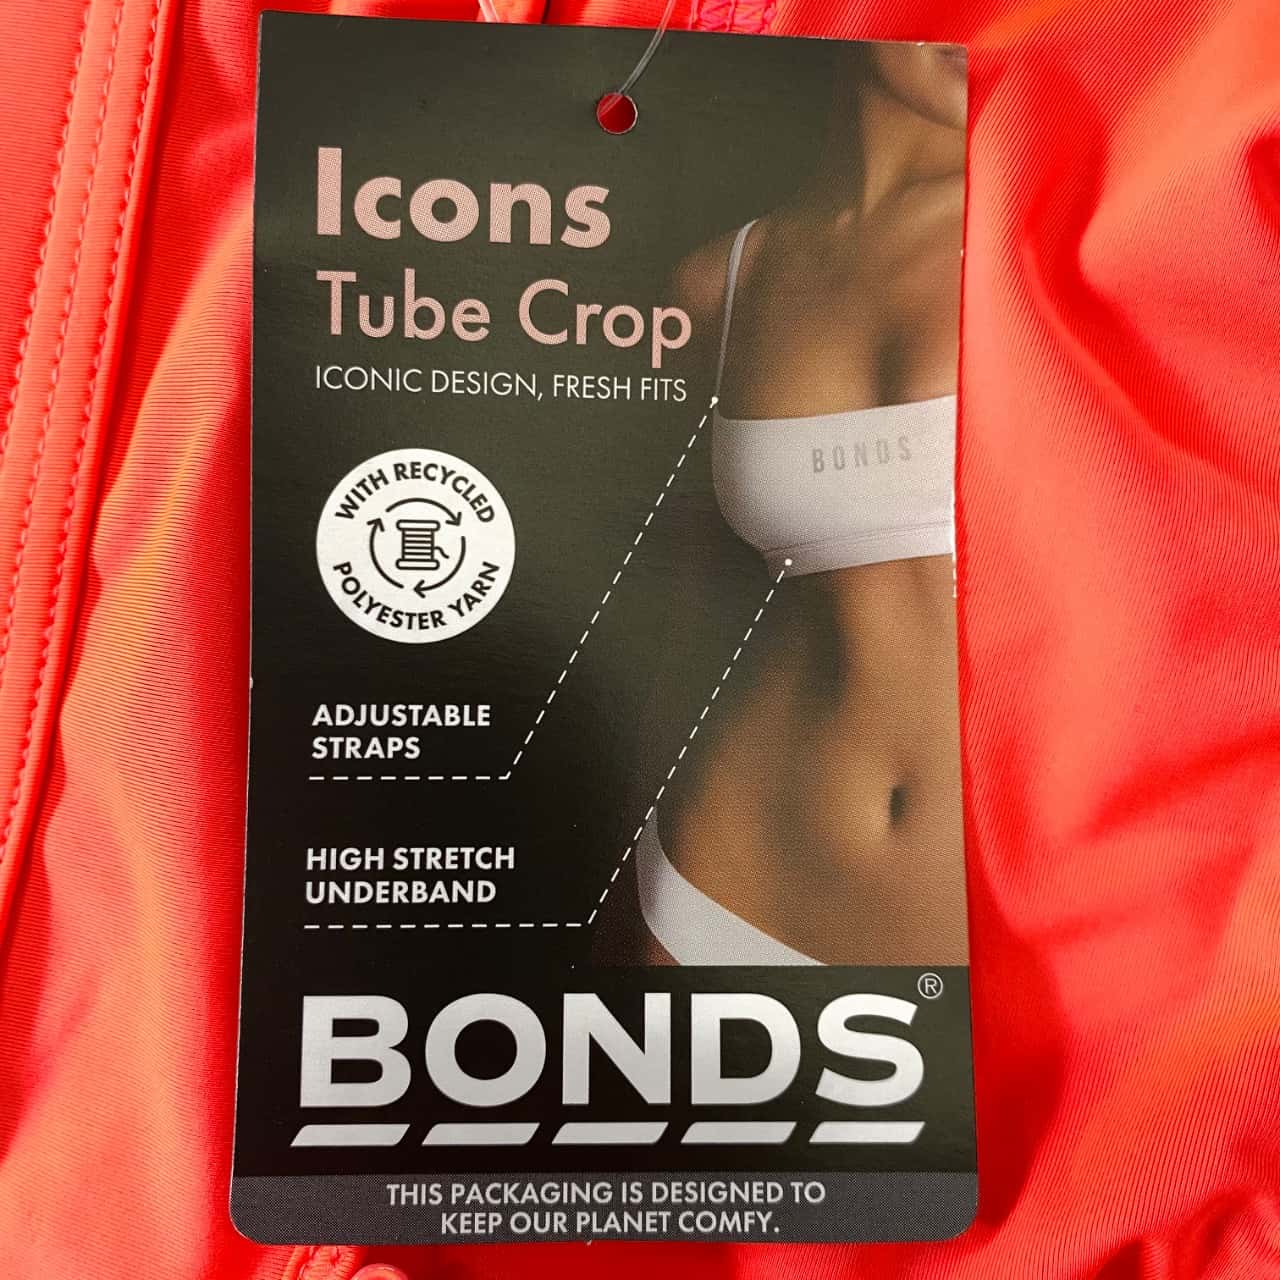 Icons
Tube Crop
ICONIC DESIGN, FRESH FITS
BONDS
WITH RECYCLED
POLYESTER YARN
ADJUSTABLE
STRAPS
HIGH STRETCH
UNDERBAND
BONDS®
THIS PACKAGING IS DESIGNED TO
KEEP OUR PLANET COMFY.